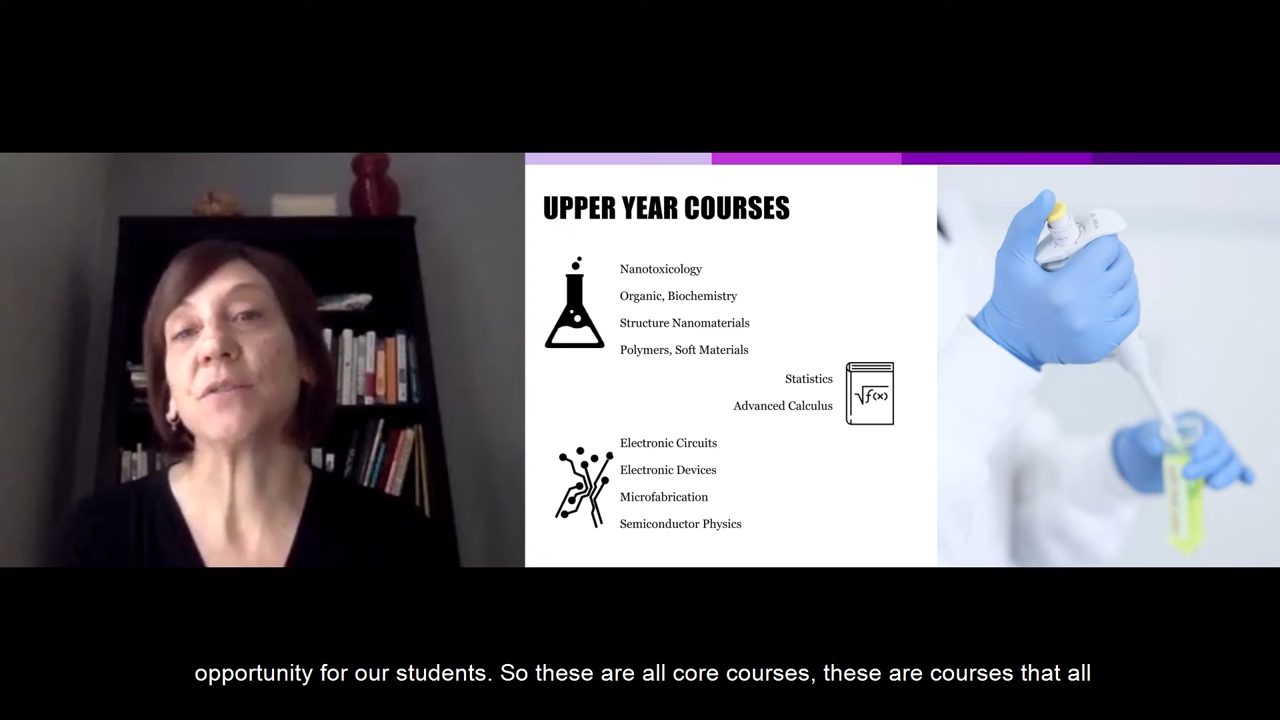 UPPER YEAR COURSES
Nanotoxicology
Organic, Biochemistry
Structure Nanomaterials
Polymers, Soft Materials
Statistics
Advanced Calculus
√f(x)
Electronic Circuits
Electronic Devices
Microfabrication
Semiconductor Physics
opportunity for our students. So these are all core courses, these are courses that all